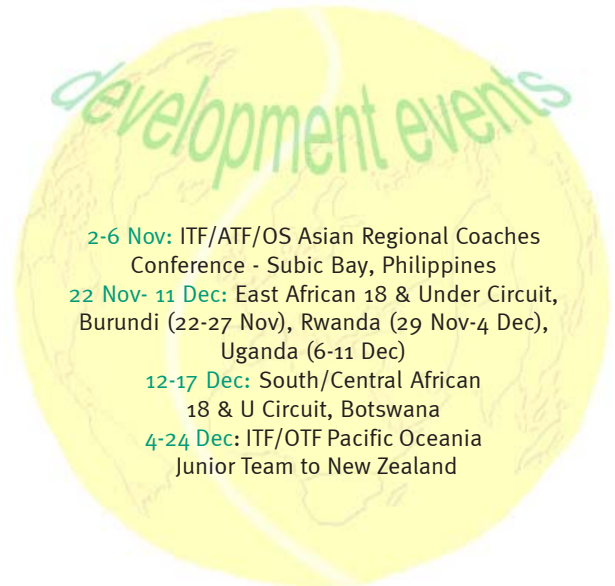 development events
2-6 Nov: ITF/ATF/OS Asian Regional Coaches
Conference - Subic Bay, Philippines
22 Nov- 11 Dec: East African 18 & Under Circuit,
Burundi (22-27 Nov), Rwanda (29 Nov-4 Dec),
Uganda (6-11 Dec)
12-17 Dec: South/Central African
18 & U Circuit, Botswana
4-24 Dec: ITF/OTF Pacific Oceania
Junior Team to New Zealand